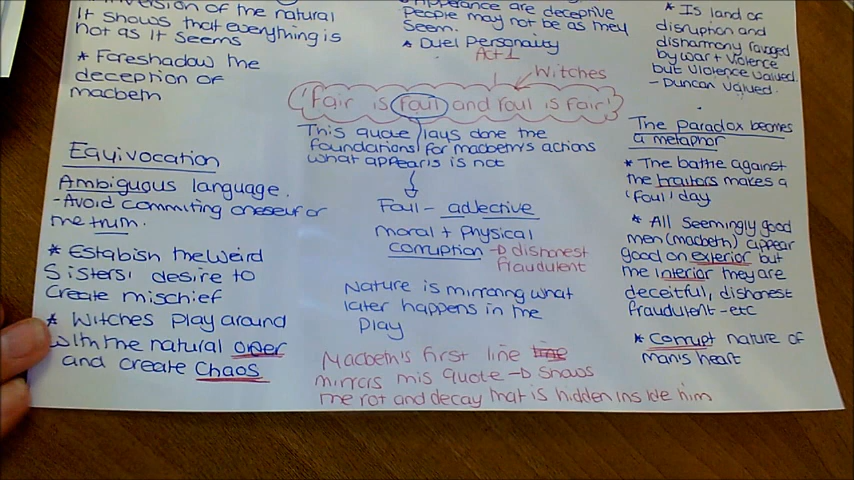 inversion of the natural
It shows that everything is
not as it seems
* Foreshadow the
deception of
macbeth
Appearance are deceptive
People may not be as they
seem.
* Duel Personality
* Is land of
disruption and
disharmony ravaged
by war + violence
but violence valued
- Duncan valued.
Act 1
Witches
'Fair is foul and foul is fair'
This quote lays done the
foundations for macbeth's actions
what appears is not
Foul - adjective
moral + physical
corruption → dishonest
fraudulent
Nature is mirroring what
later happens in the
play
Macbeth's first line
mirrors this quote → shows
the rot and decay that is hidden inside him
Equivocation
Ambiguous language.
- Avoid commiting oneself or
the truth.
* Estabish the Weird
Sisters' desire to
create mischief
* Witches play around
with the natural order
and create Chaos
The paradox becomes
a metaphor
* The battle against
the traitors makes a
'foul' day
* All Seemingly good
men (macbeth) appear
good on exterior but
the interior they are
deceitful, dishonest
fraudulent - etc
* Corrupt nature of
man's heart